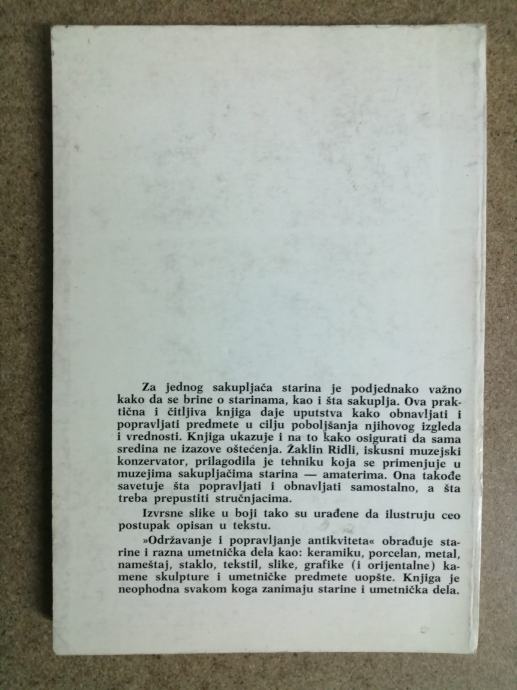 Za jednog sakupljača starina je podjednako važno
kako da se brine o starinama, kao i šta sakuplja. Ova prak-
tična i čitljiva knjiga daje uputstva kako obnavljati i
popravljati predmete u cilju poboljšanja njihovog izgleda
i vrednosti. Knjiga ukazuje i na to kako osigurati da sama
sredina ne izazove oštećenja. Žaklin Ridli, iskusni muzejski
konzervator, prilagodila je tehniku koja se primenjuje u
muzejima sakupljačima starina — amaterima. Ona takođe
savetuje šta popravljati i obnavljati samostalno, a šta
treba prepustiti stručnjacima.
Izvrsne slike u boji tako su urađene da ilustruju ceo
postupak opisan u tekstu.
»Održavanje i popravljanje antikviteta« obrađuje sta-
rine i razna umetnička dela kao: keramiku, porcelan, metal,
nameštaj, staklo, tekstil, slike, grafike (i orijentalne) ka-
mene skulpture i umetničke predmete uopšte. Knjiga je
neophodna svakom koga zanimaju starine i umetnička dela.